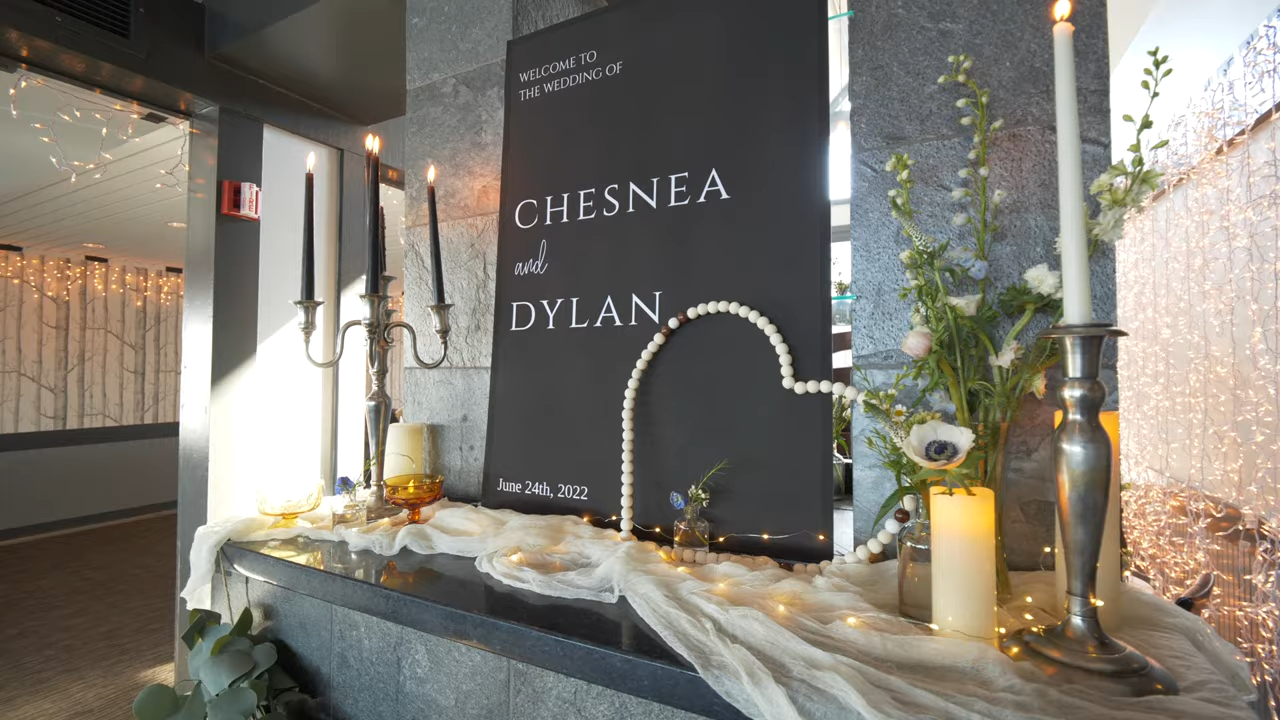 WELCOME TO
THE WEDDING OF
CHESNEA
and
DYLAN
June 24th, 2022